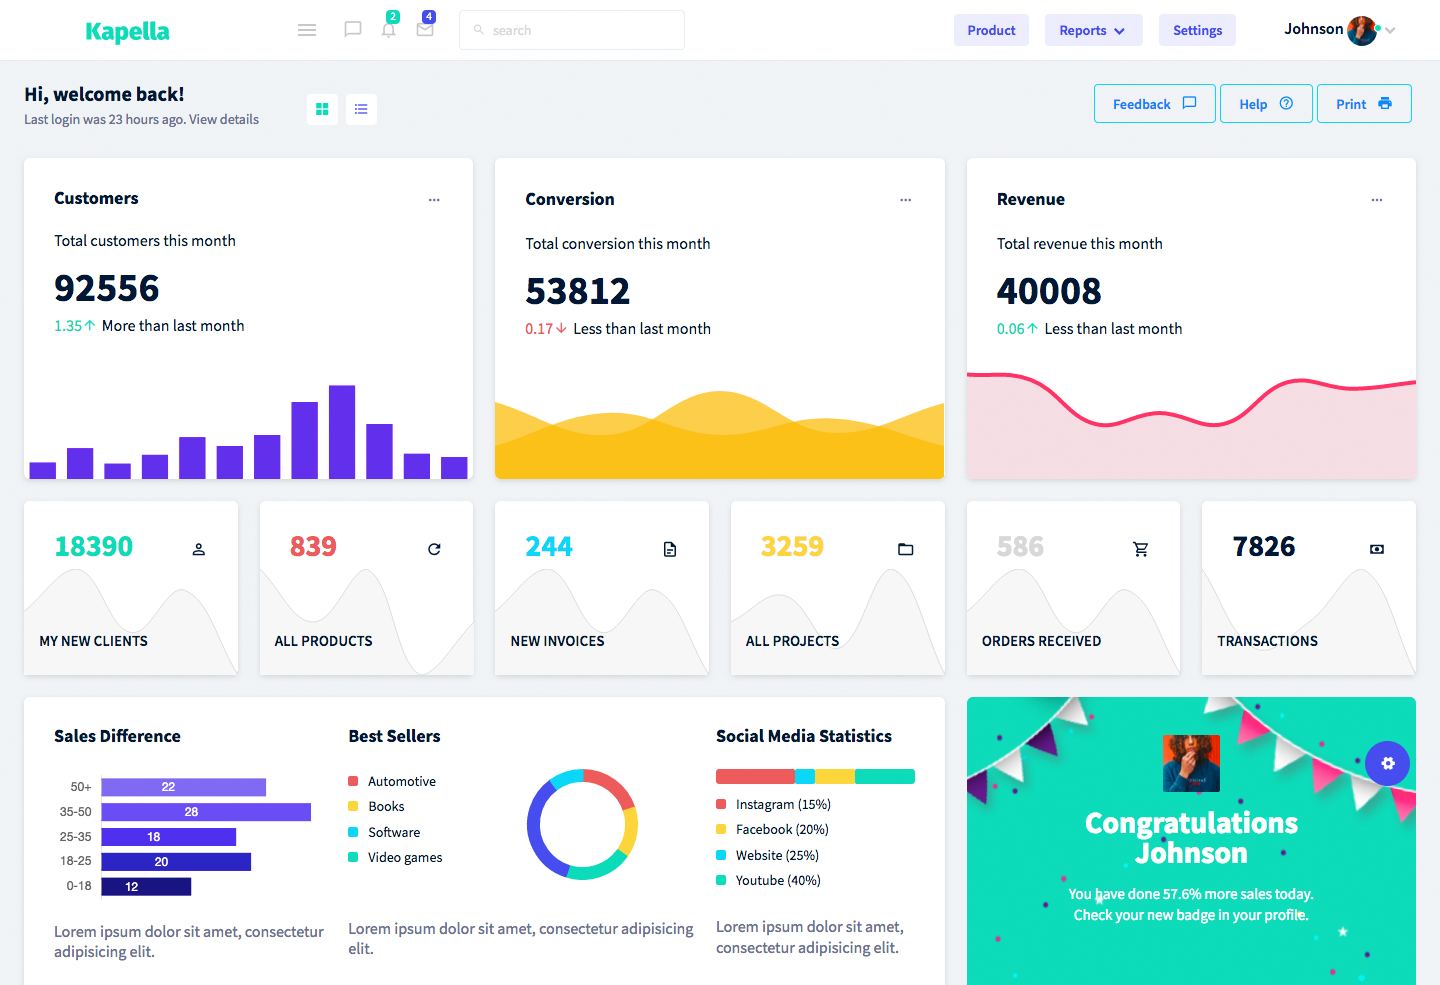 Kapella
2
4
search
Product
Reports
Settings
Johnson
Hi, welcome back!
Last login was 23 hours ago. View details
Feedback
Help
Print
Customers
Total customers this month
92556
1.35 More than last month
Conversion
Total conversion this month
53812
0.17 Less than last month
Revenue
Total revenue this month
40008
0.06 Less than last month
18390
MY NEW CLIENTS
839
ALL PRODUCTS
244
NEW INVOICES
3259
ALL PROJECTS
586
ORDERS RECEIVED
7826
TRANSACTIONS
Sales Difference
50+ 22
35-50 28
25-35 18
18-25 20
0-18 12
Lorem ipsum dolor sit amet, consectetur
adipisicing elit.
Best Sellers
Automotive
Books
Software
Video games
Lorem ipsum dolor sit amet, consectetur adipisicing
elit.
Social Media Statistics
Instagram (15%)
Facebook (20%)
Website (25%)
Youtube (40%)
Lorem ipsum dolor sit amet,
consectetur adipisicing elit.
Congratulations
Johnson
You have done 57.6% more sales today.
Check your new badge in your profile.